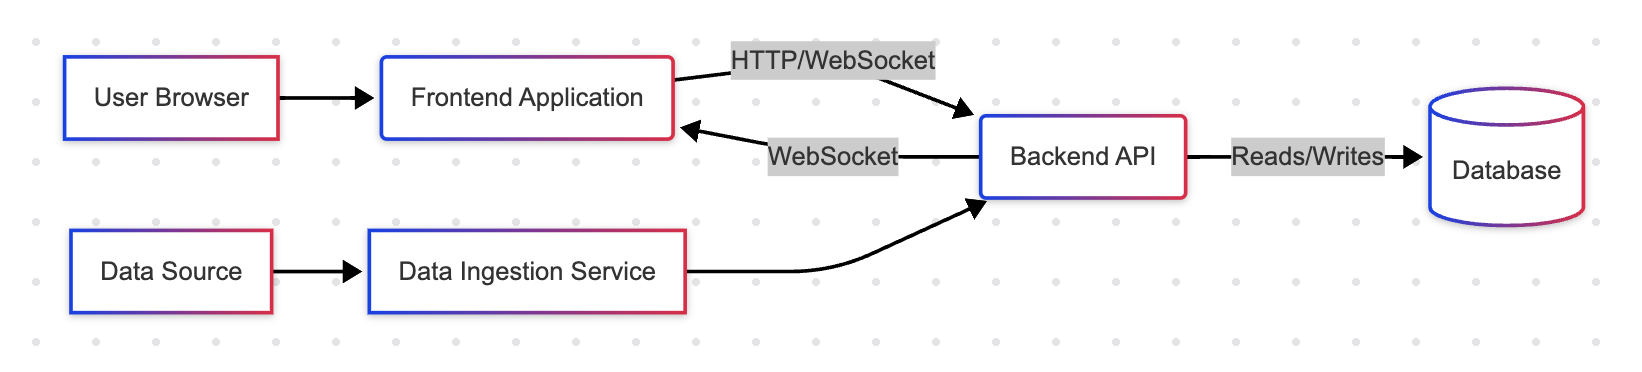 User Browser
Frontend Application
HTTP/WebSocket
WebSocket
Backend API
Reads/Writes
Database
Data Source
Data Ingestion Service